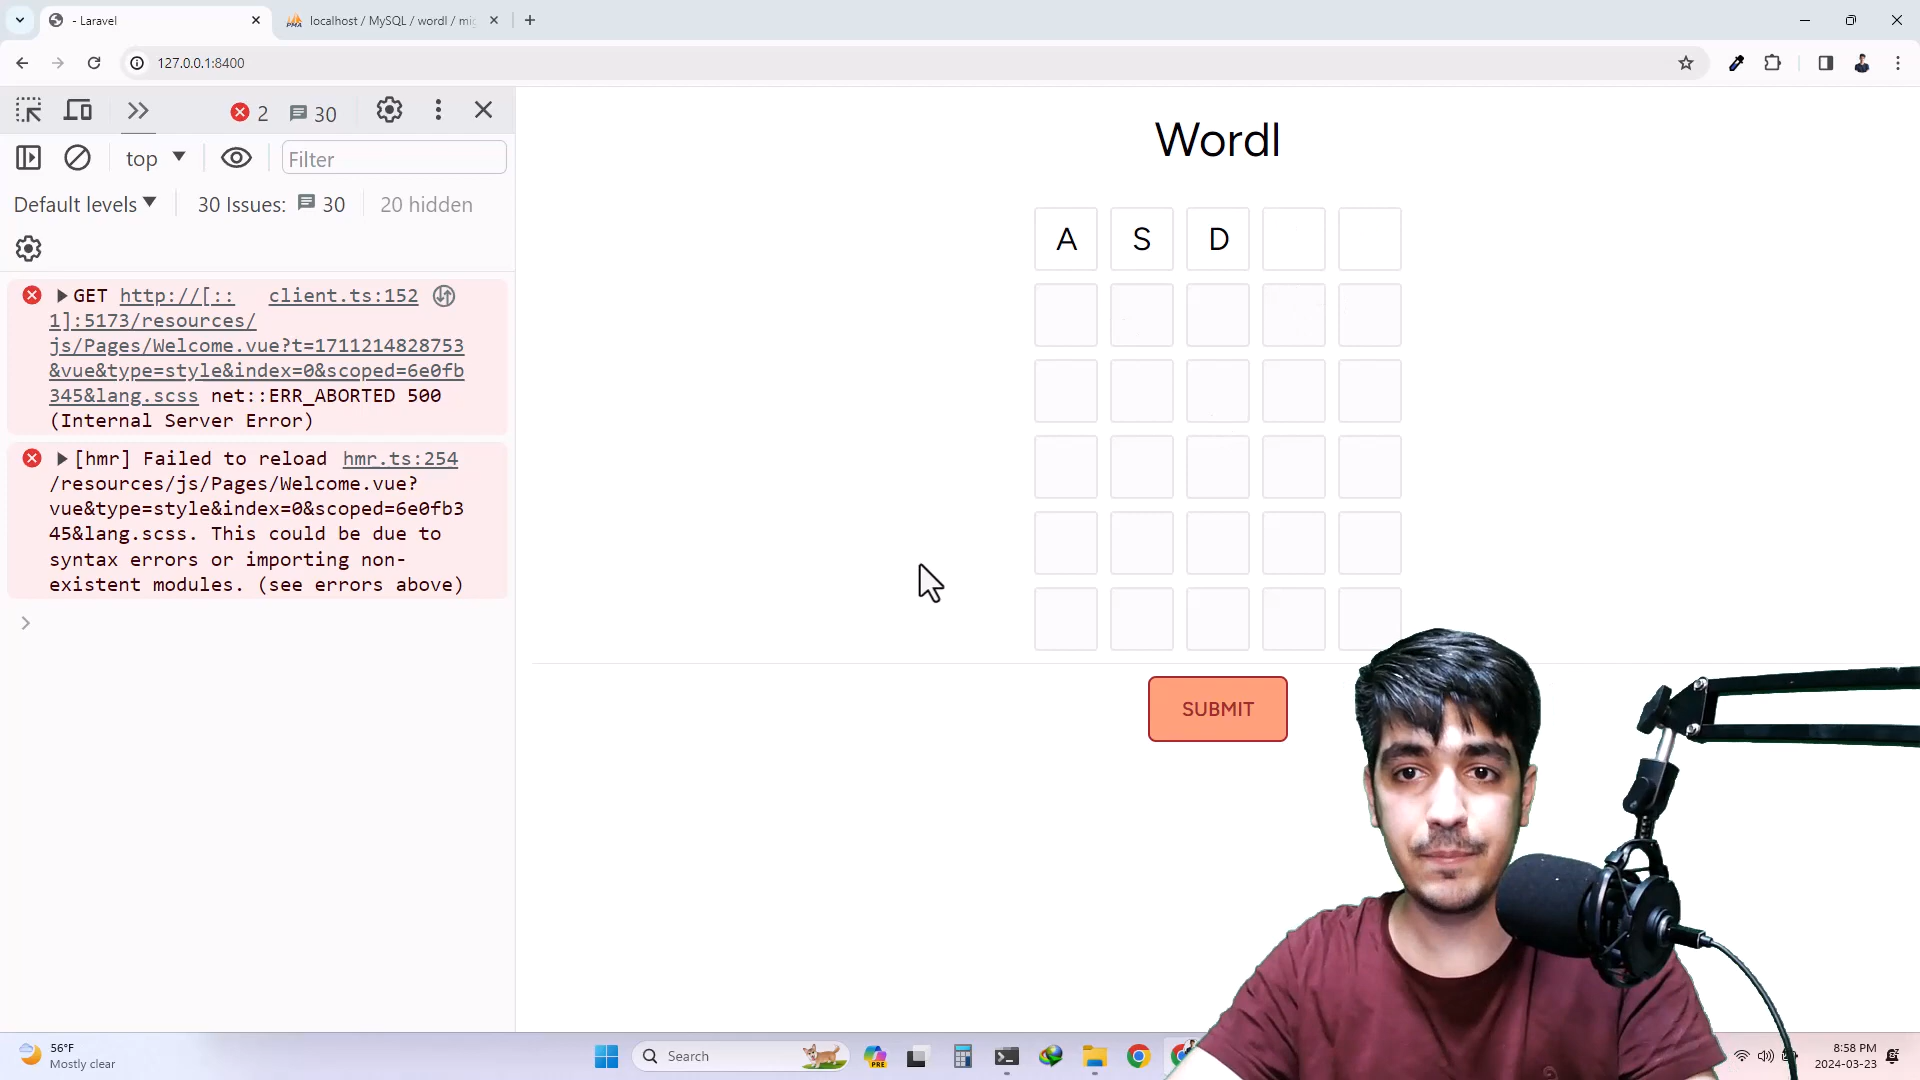 - Laravel
localhost / MySQL / wordl / mig
127.0.0.1:8400
2
30
top
Filter
Default levels
30 Issues:
30
20 hidden
GET http://[::
client.ts:152
1]:5173/resources/
js/Pages/Welcome.vue?t=1711214828753
&vue&type=style&index=0&scoped=6e0fb
345&lang.scss net::ERR_ABORTED 500
(Internal Server Error)
[hmr] Failed to reload
hmr.ts:254
/resources/js/Pages/Welcome.vue?
vue&type=style&index=0&scoped=6e0fb3
45&lang.scss. This could be due to
syntax errors or importing non-
existent modules. (see errors above)
Wordl
A S D
SUBMIT
56°F
Mostly clear
Search
PRE
8:58 PM
2024-03-23